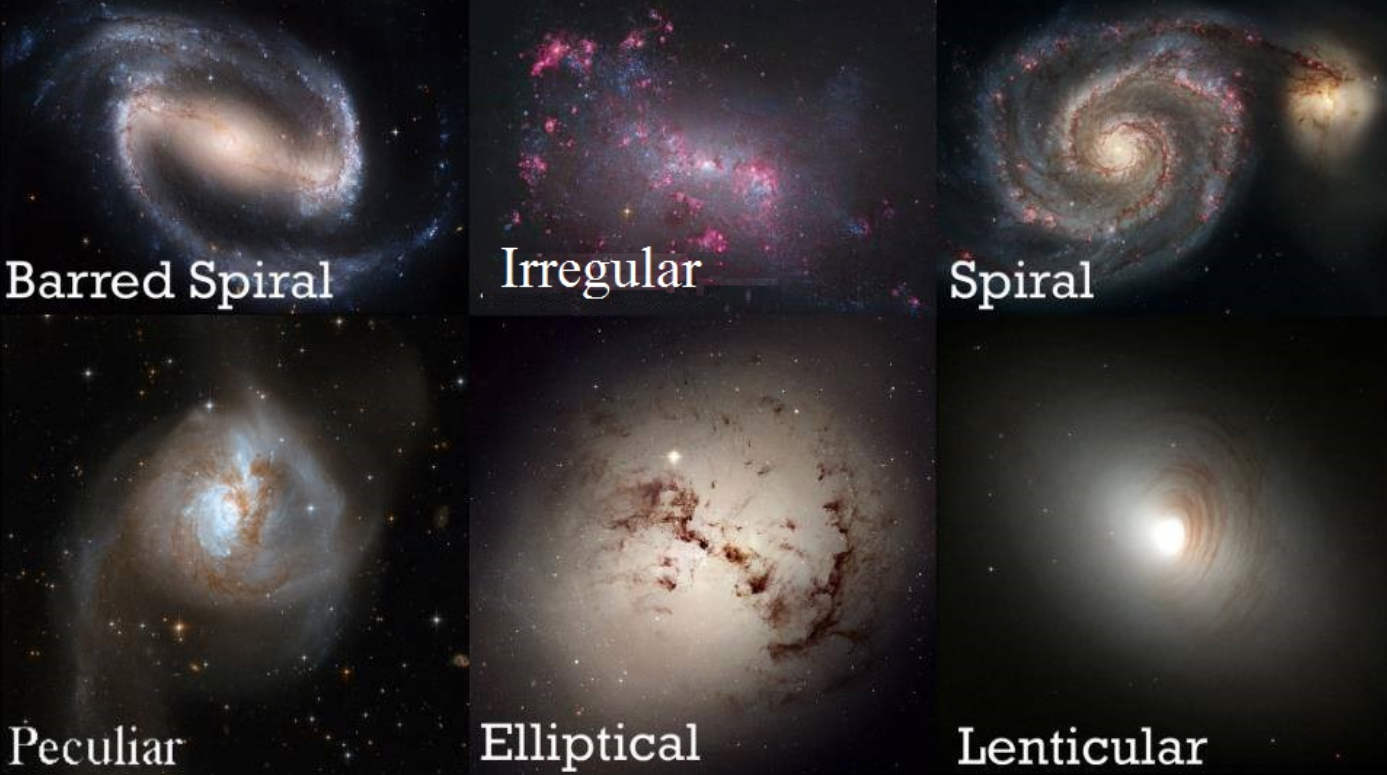 Barred Spiral
Irregular
Spiral
Peculiar
Elliptical
Lenticular